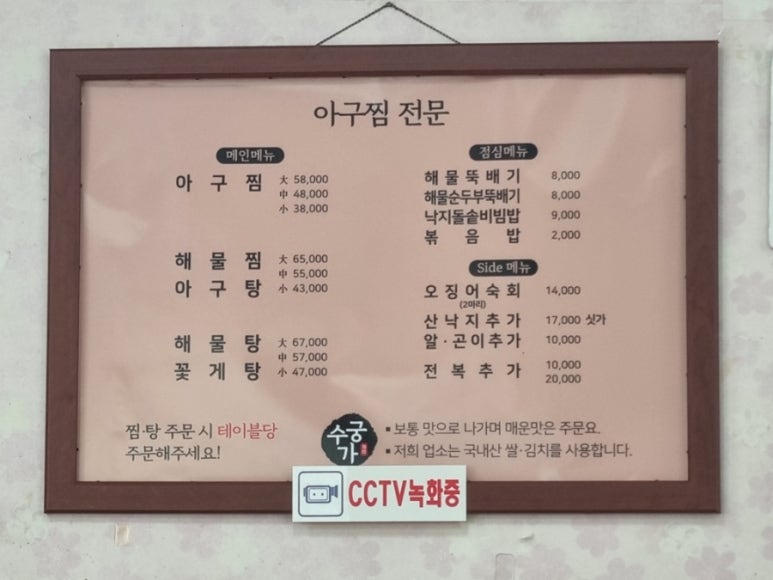 아구찜 전문
메인메뉴
아 구 찜 大 58,000
中 48,000
小 38,000
해 물 찜 大 65,000
中 55,000
아 구 탕 小 43,000
해 물 탕 大 67,000
中 57,000
꽃 게 탕 小 47,000
점심메뉴
해 물 뚝 배 기 8,000
해물순두부뚝배기 8,000
낙지돌솥비빔밥 9,000
볶 음 밥 2,000
Side 메뉴
오 징 어 숙 회 14,000
(2마리)
산 낙 지 추 가 17,000 싯가
알·곤이추가 10,000
전 복 추 가 10,000
20,000
찜·탕 주문 시 테이블당
주문해주세요!
수궁
가
▪ 보통 맛으로 나가며 매운맛은 주문요.
▪ 저희 업소는 국내산 쌀·김치를 사용합니다.
CCTV녹화중